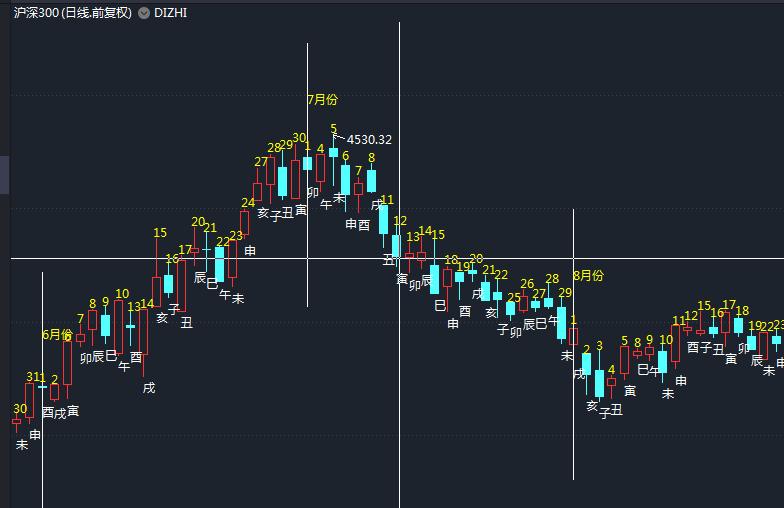 沪深300 (日线.前复权) DIZHI
7月份
4530.32
6月份
8月份
30
未
31
申
1
酉
2
戌
6
寅
7
卯
8
辰
9
巳
10
午
13
酉
14
戌
15
亥
16
子
17
丑
20
辰
21
巳
22
午
23
未
24
申
27
亥
28
子
29
丑
30
寅
1
卯
4
午
5
未
6
申
7
酉
8
戌
11
丑
12
寅
13
卯
14
辰
15
巳
18
申
19
酉
20
戌
21
亥
22
子
25
卯
26
辰
27
巳
28
午
29
未
1
戌
2
亥
3
子
4
丑
5
寅
8
巳
9
午
10
未
11
申
12
酉
15
子
16
丑
17
寅
18
卯
19
辰
22
未
23
申